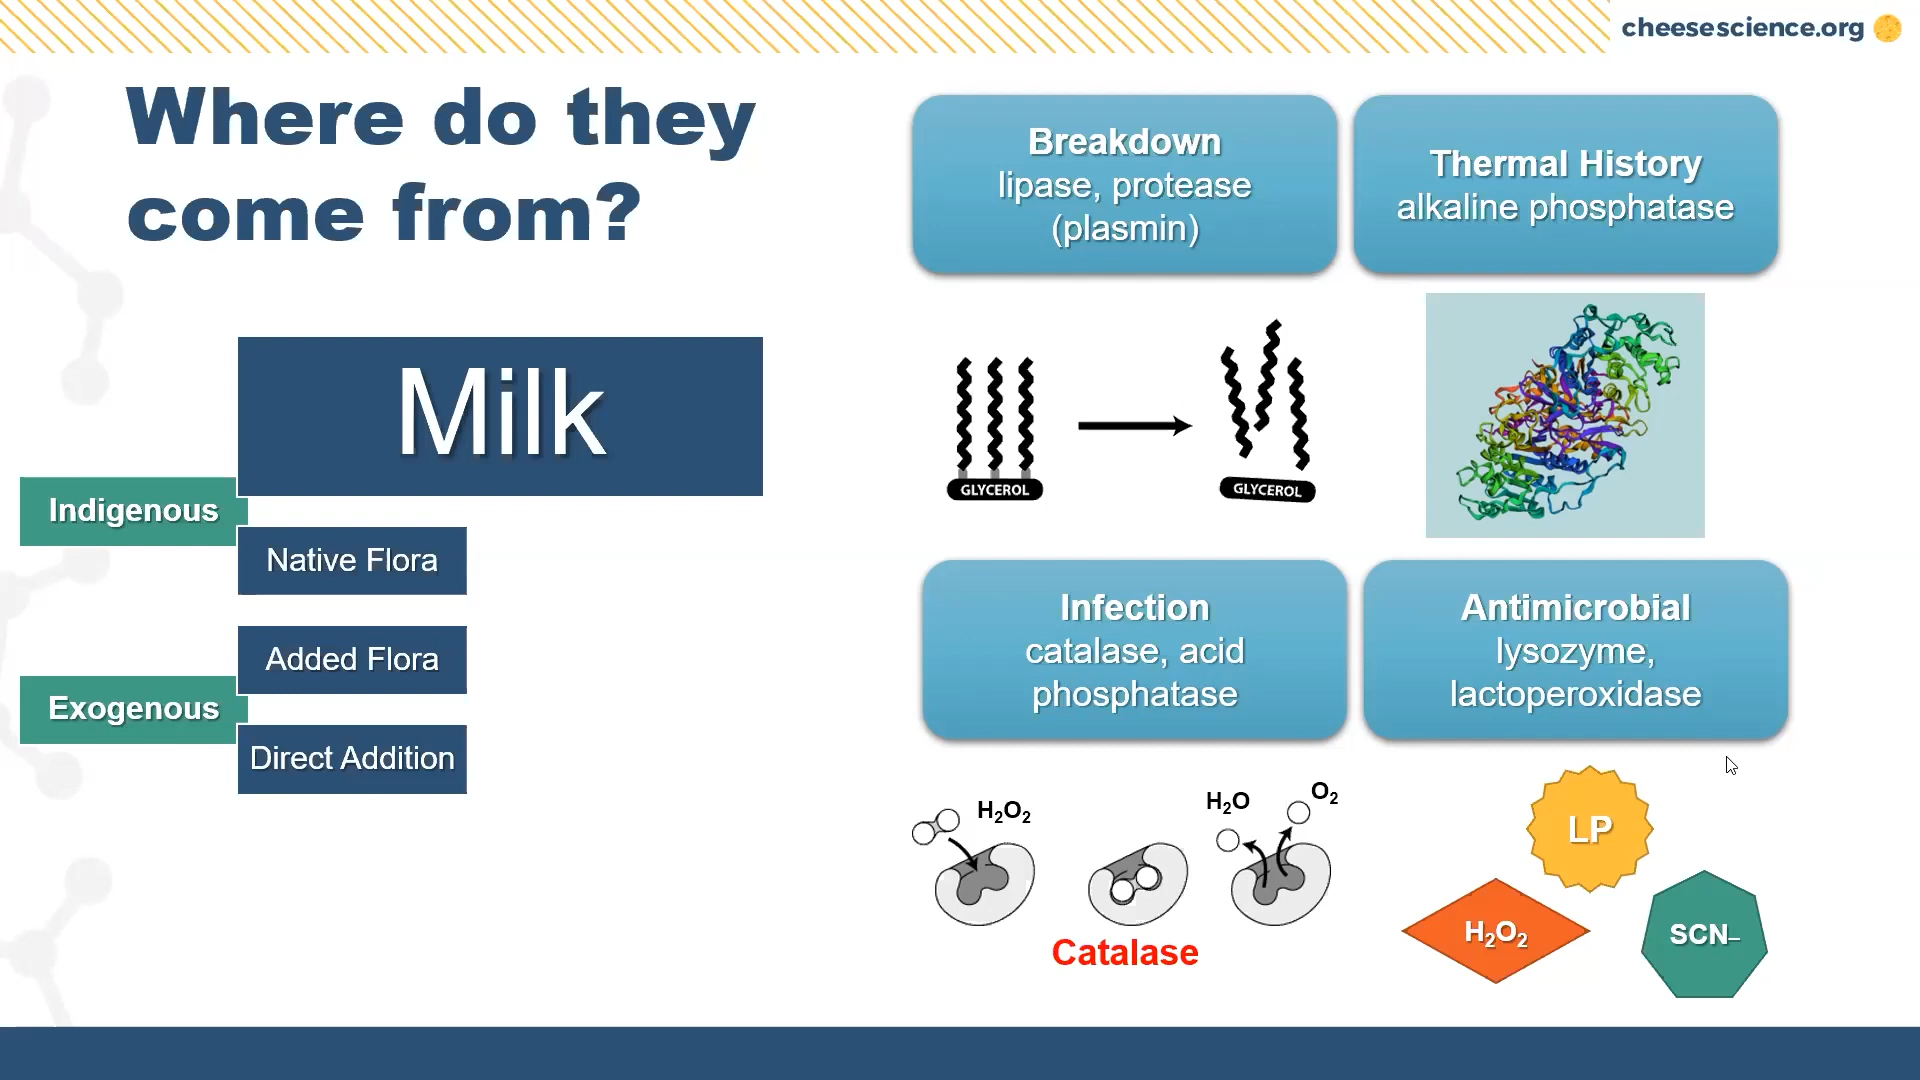 cheesescience.org
Where do they
come from?
Milk
Indigenous
Native Flora
Added Flora
Exogenous
Direct Addition
Breakdown
lipase, protease
(plasmin)
Thermal History
alkaline phosphatase
GLYCEROL
GLYCEROL
Infection
catalase, acid
phosphatase
Antimicrobial
lysozyme,
lactoperoxidase
H₂O₂
H₂O
O₂
Catalase
LP
H₂O₂
SCN–